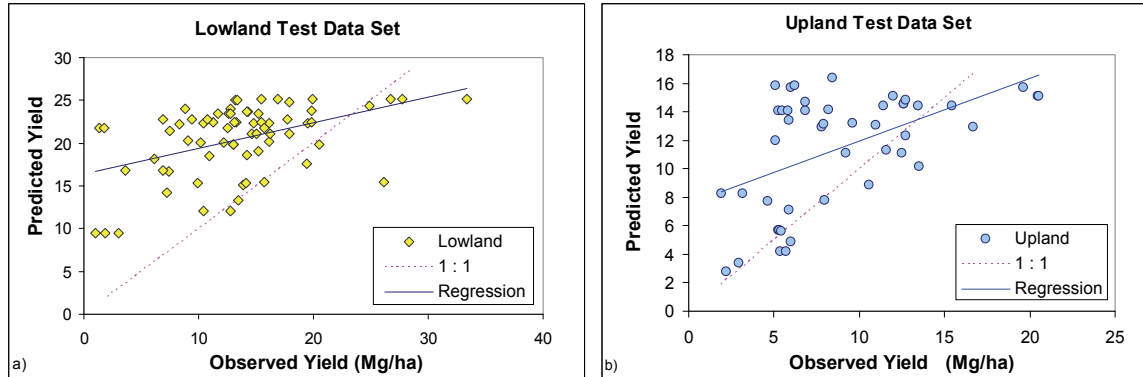 Lowland Test Data Set
Predicted Yield
30
25
20
15
10
5
0
Lowland
1 : 1
Regression
0
10
20
30
40
Observed Yield (Mg/ha)
a)
Upland Test Data Set
Predicted Yield
18
16
14
12
10
8
6
4
2
0
Upland
1 : 1
Regression
0
5
10
15
20
25
Observed Yield (Mg/ha)
b)